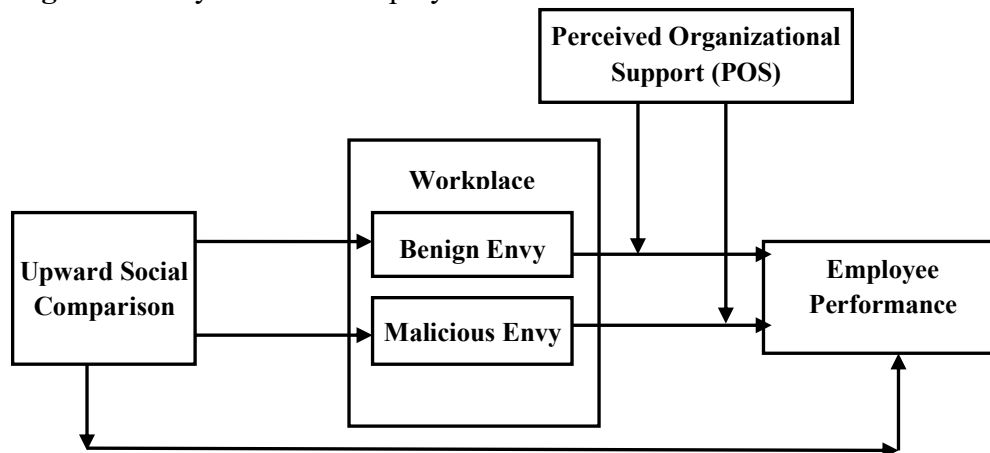 Perceived Organizational
Support (POS)
Workplace
Benign Envy
Upward Social
Comparison
Malicious Envy
Employee
Performance